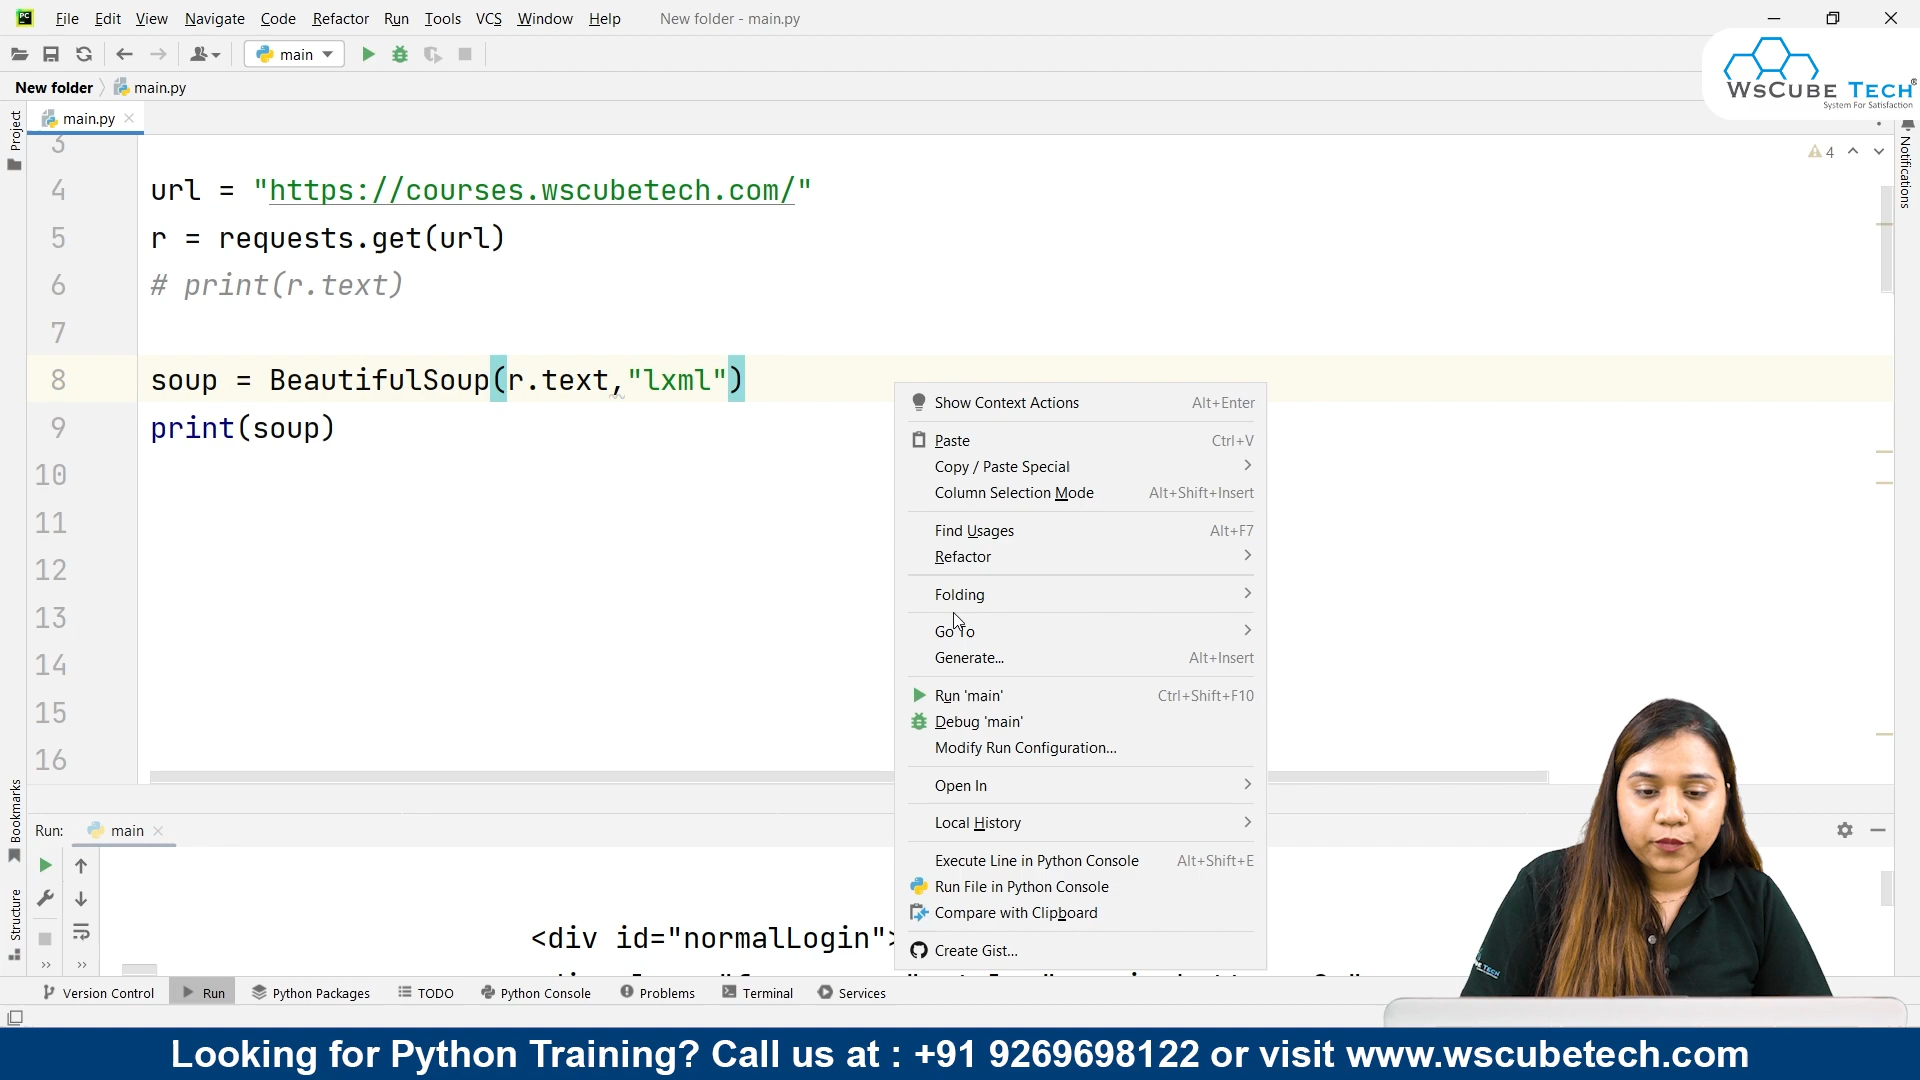 File Edit View Navigate Code Refactor Run Tools VCS Window Help New folder - main.py
main
WsCube Tech®
System For Satisfaction
New folder main.py
Project
main.py
Notifications
3
4
4 url = "https://courses.wscubetech.com/"
5 r = requests.get(url)
6 # print(r.text)
7
8 soup = BeautifulSoup(r.text,"lxml")
9 print(soup)
10
11
12
13
14
15
16
Show Context Actions Alt+Enter
Paste Ctrl+V
Copy / Paste Special
Column Selection Mode Alt+Shift+Insert
Find Usages Alt+F7
Refactor
Folding
Go To
Generate... Alt+Insert
Run 'main' Ctrl+Shift+F10
Debug 'main'
Modify Run Configuration...
Open In
Local History
Execute Line in Python Console Alt+Shift+E
Run File in Python Console
Compare with Clipboard
Create Gist...
Bookmarks
Structure
Run: main
<div id="normalLogin">
Version Control Run Python Packages TODO Python Console Problems Terminal Services
Looking for Python Training? Call us at : +91 9269698122 or visit www.wscubetech.com